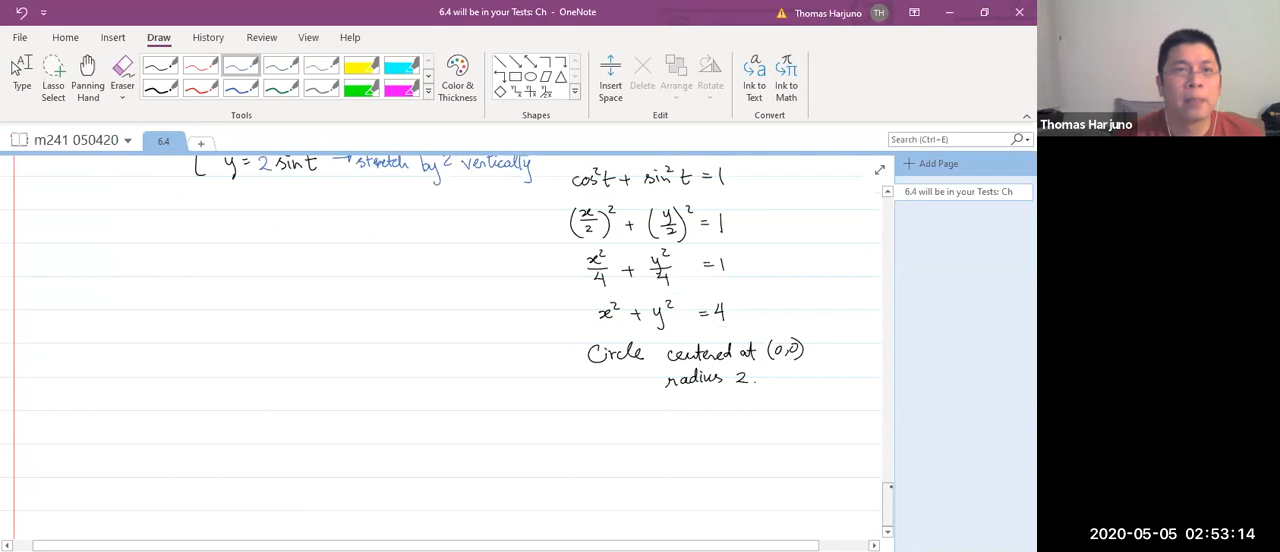 6.4 will be in your Tests: Ch - OneNote
Thomas Harjuno TH
File Home Insert Draw History Review View Help
Type
Lasso Select
Panning Hand
Eraser
Color & Thickness
Insert Space
Delete
Arrange
Rotate
Ink to Text
Ink to Math
Tools Shapes Edit Convert
m241 050420
6.4
Search (Ctrl+E)
Add Page
6.4 will be in your Tests: Ch
y = 2 sin t → stretch by 2 vertically
cos²t + sin²t = 1
(x/2)² + (y/2)² = 1
x²/4 + y²/4 = 1
x² + y² = 4
Circle centered at (0,0)
radius 2.
Thomas Harjuno
2020-05-05 02:53:14